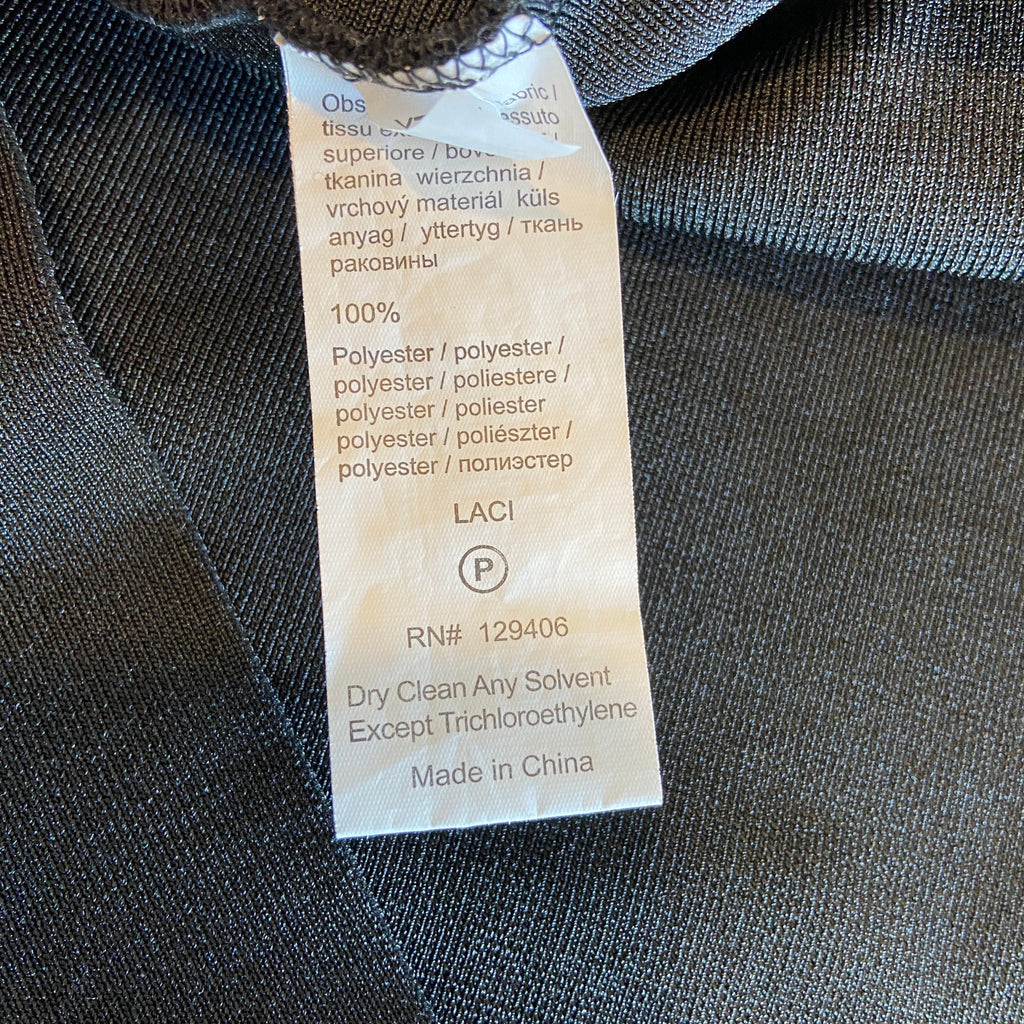 Obs
tissu
superiore /
tkanina wierzchnia /
vrchový materiál küls
anyag / yttertyg / ткань
раковины
100%
Polyester / polyester /
polyester / poliestere /
polyester / poliester
polyester / poliészter /
polyester / полиэстер
LACI
P
RN# 129406
Dry Clean Any Solvent
Except Trichloroethylene
Made in China